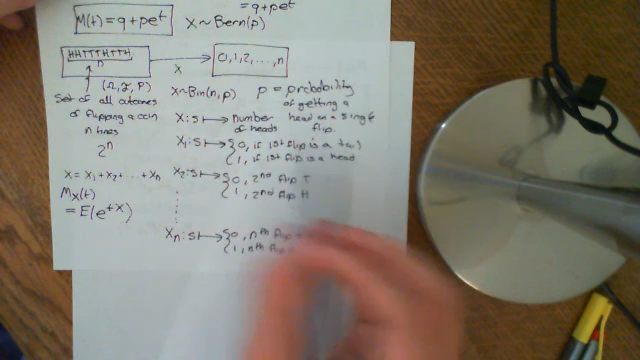 = q+pe^t
M(t) = q+pe^t X~Bern(p)
HHTTTHTTH
n
X
0,1,2,...,n
(Ω,F,P)
Set of all outcomes
of flipping a coin
n times
2^n
X~Bin(n,p) p = probability
of getting a
head on a single
flip.
X:s↦number
of heads
X₁:s↦{0, if 1st flip is a tail
1, if 1st flip is a head
X = X₁+X₂+...+Xₙ
X₂:s↦{0, 2nd flip T
1, 2nd flip H
M_X(t)
= E(e^tX)
Xₙ:s↦{0, nth flip
1, nth flip